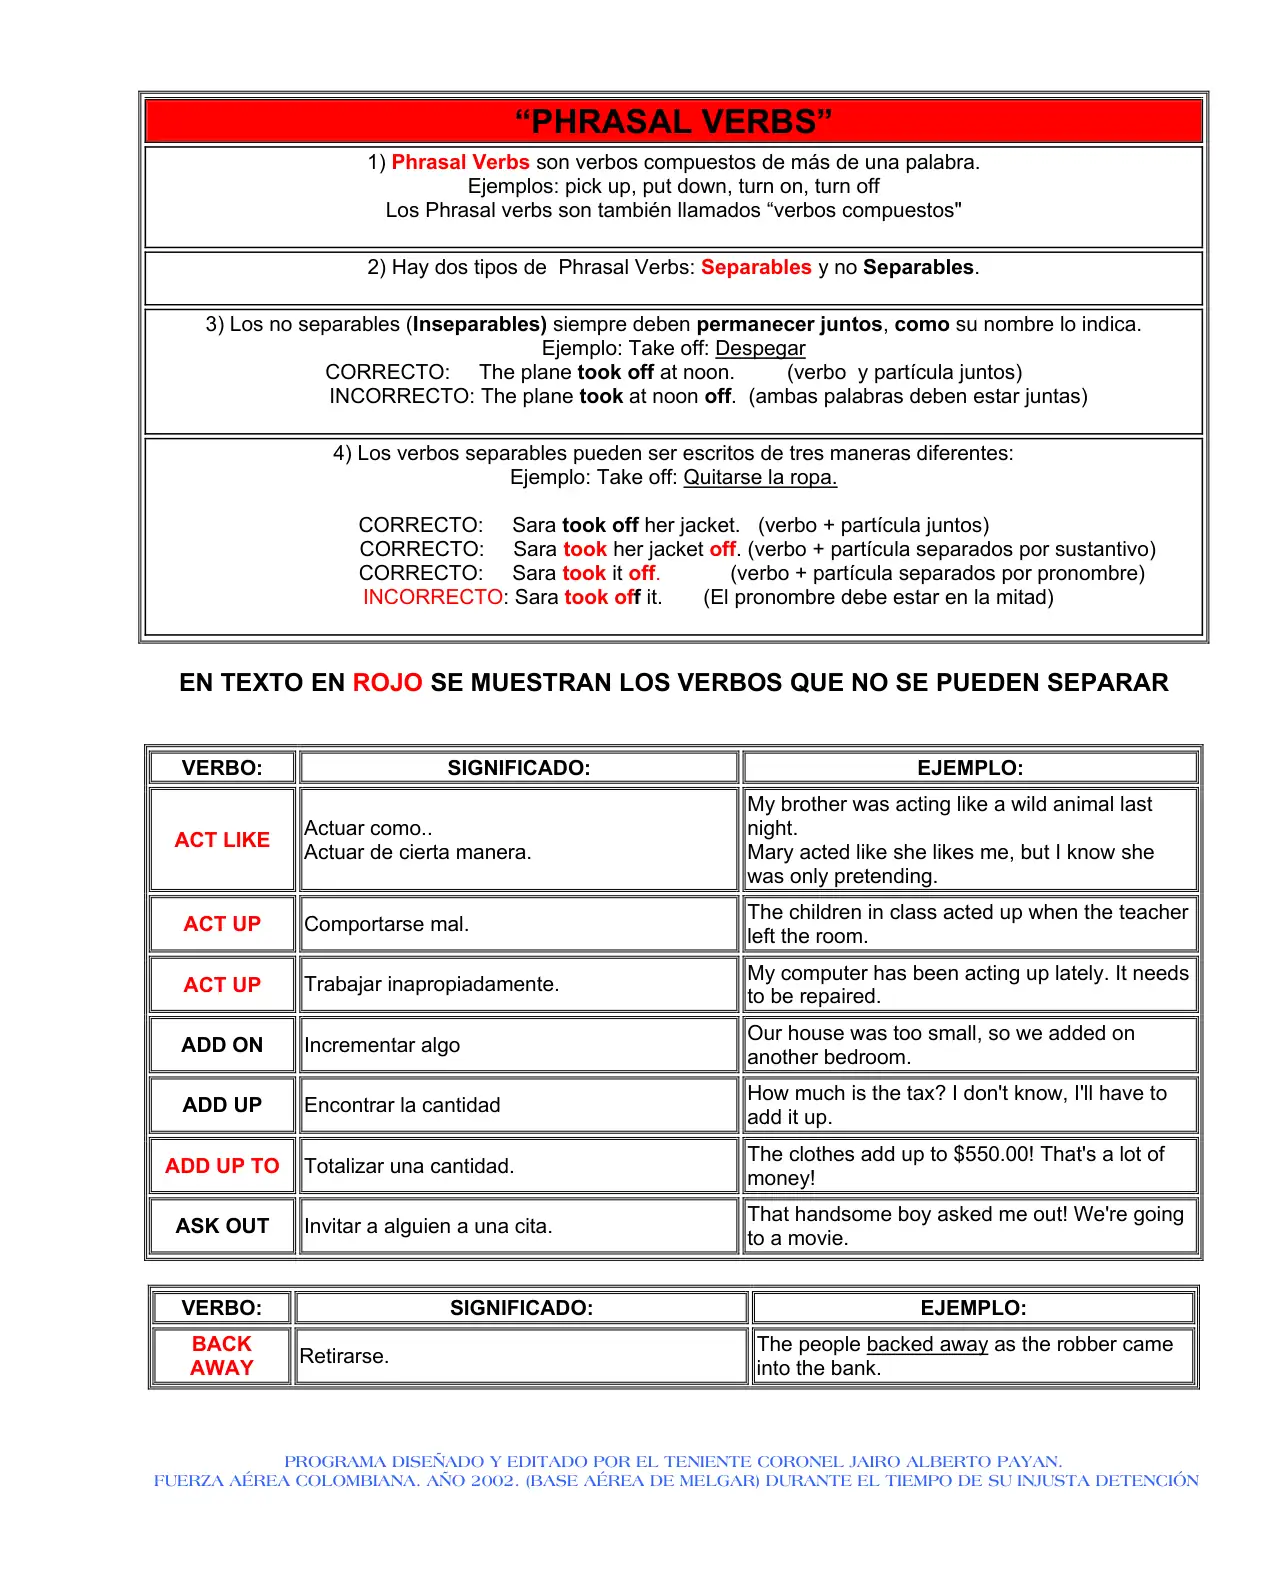 “PHRASAL VERBS”
1) Phrasal Verbs son verbos compuestos de más de una palabra.
Ejemplos: pick up, put down, turn on, turn off
Los Phrasal verbs son también llamados “verbos compuestos"
2) Hay dos tipos de  Phrasal Verbs: Separables y no Separables.
3) Los no separables (Inseparables) siempre deben permanecer juntos, como su nombre lo indica.
Ejemplo: Take off: Despegar
CORRECTO: The plane took off at noon. (verbo  y partícula juntos)
INCORRECTO: The plane took at noon off. (ambas palabras deben estar juntas)
4) Los verbos separables pueden ser escritos de tres maneras diferentes:
Ejemplo: Take off: Quitarse la ropa.
CORRECTO: Sara took off her jacket. (verbo + partícula juntos)
CORRECTO: Sara took her jacket off. (verbo + partícula separados por sustantivo)
CORRECTO: Sara took it off. (verbo + partícula separados por pronombre)
INCORRECTO: Sara took off it. (El pronombre debe estar en la mitad)
EN TEXTO EN ROJO SE MUESTRAN LOS VERBOS QUE NO SE PUEDEN SEPARAR
VERBO: SIGNIFICADO: EJEMPLO:
ACT LIKE
Actuar como..
Actuar de cierta manera.
My brother was acting like a wild animal last
night.
Mary acted like she likes me, but I know she
was only pretending.
ACT UP
Comportarse mal.
The children in class acted up when the teacher
left the room.
ACT UP
Trabajar inapropiadamente.
My computer has been acting up lately. It needs
to be repaired.
ADD ON
Incrementar algo
Our house was too small, so we added on
another bedroom.
ADD UP
Encontrar la cantidad
How much is the tax? I don't know, I'll have to
add it up.
ADD UP TO
Totalizar una cantidad.
The clothes add up to $550.00! That's a lot of
money!
ASK OUT
Invitar a alguien a una cita.
That handsome boy asked me out! We're going
to a movie.
VERBO: SIGNIFICADO: EJEMPLO:
BACK
AWAY
Retirarse.
The people backed away as the robber came
into the bank.
PROGRAMA DISEÑADO Y EDITADO POR EL TENIENTE CORONEL JAIRO ALBERTO PAYAN.
FUERZA AÉREA COLOMBIANA. AÑO 2002. (BASE AÉREA DE MELGAR) DURANTE EL TIEMPO DE SU INJUSTA DETENCIÓN